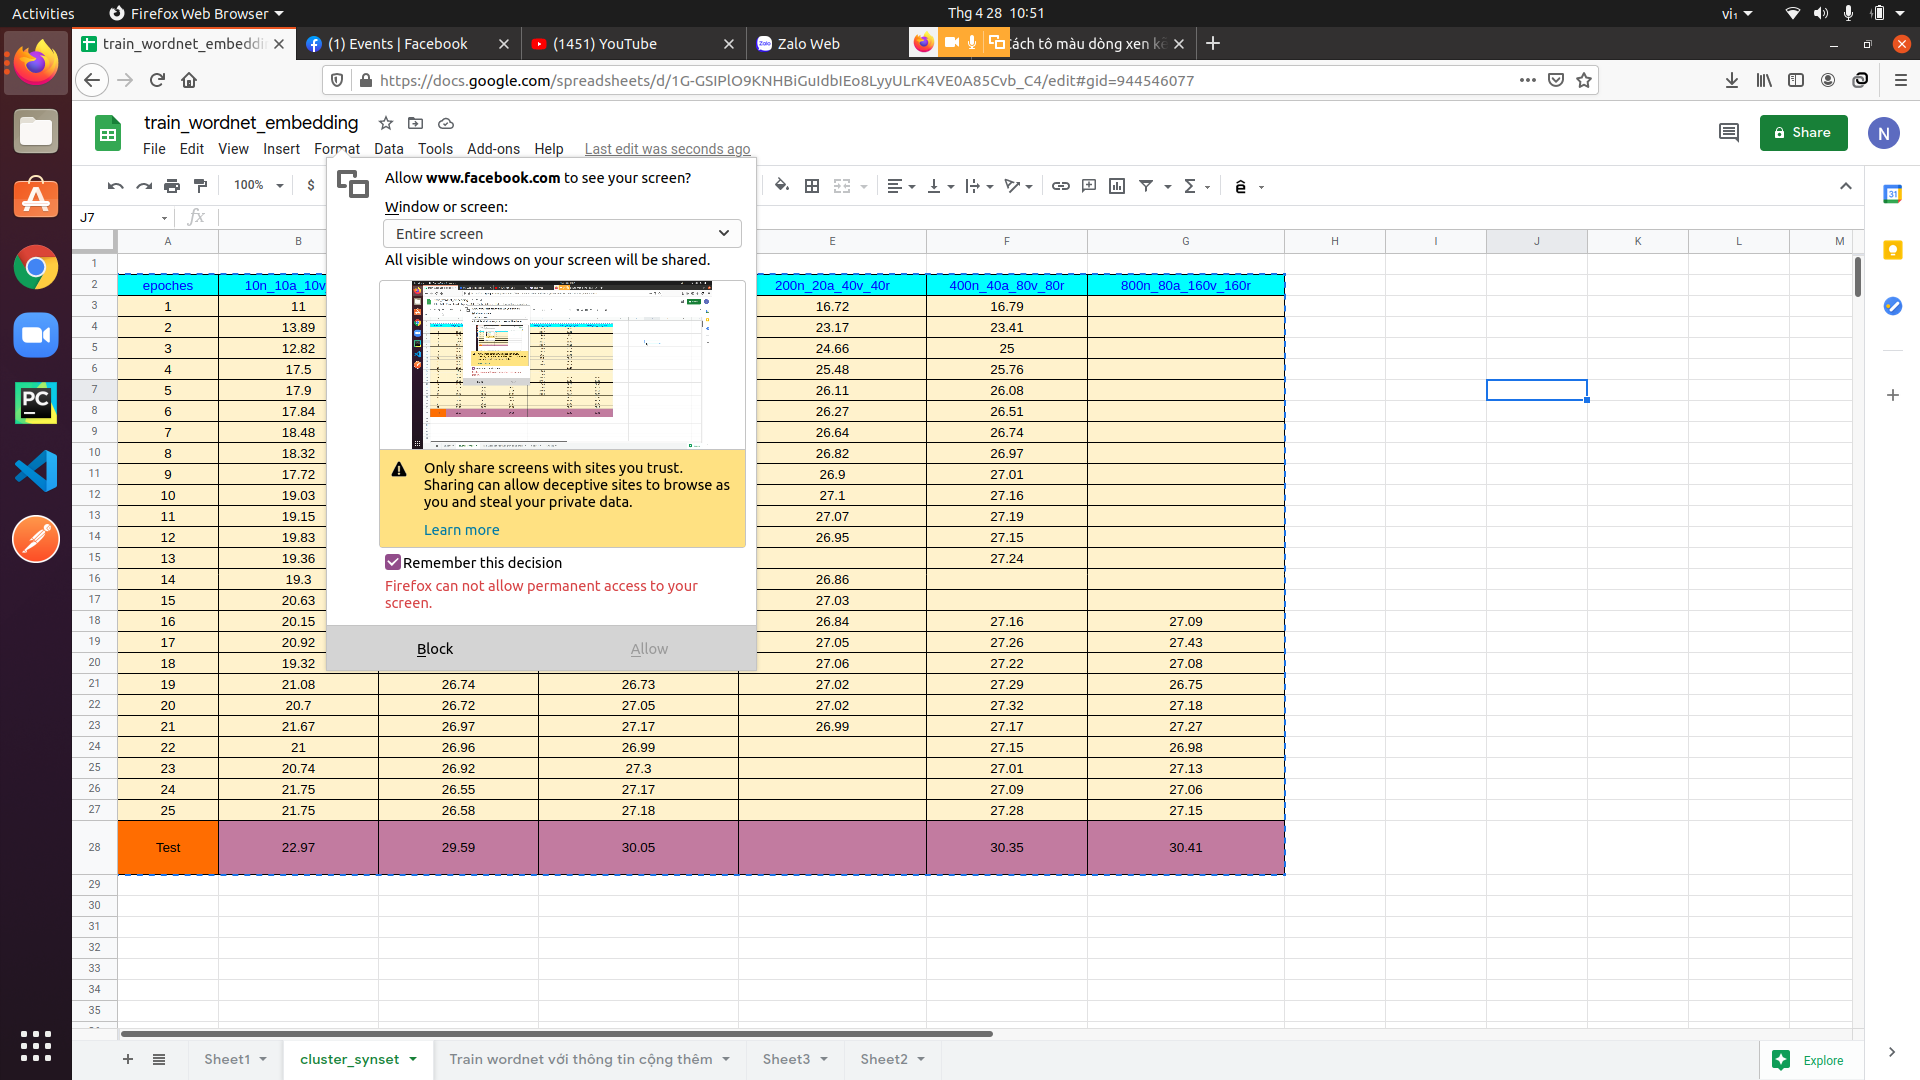 Activities
Firefox Web Browser
Thg 4 28 10:51
vi₁
train_wordnet_embeddi
(1) Events | Facebook
(1451) YouTube
Zalo Web
Cách tô màu dòng xen kẽ
https://docs.google.com/spreadsheets/d/1G-GSIPlO9KNHBiGuIdbIEo8LyyULrK4VE0A85Cvb_C4/edit#gid=944546077
train_wordnet_embedding
File Edit View Insert Format Data Tools Add-ons Help Last edit was seconds ago
Share
N
100% $
J7
fx
Allow www.facebook.com to see your screen?
Window or screen:
Entire screen
All visible windows on your screen will be shared.
Only share screens with sites you trust.
Sharing can allow deceptive sites to browse as
you and steal your private data.
Learn more
Remember this decision
Firefox can not allow permanent access to your
screen.
Block Allow
A B E F G H I J K L M
1
2 epoches 10n_10a_10v 200n_20a_40v_40r 400n_40a_80v_80r 800n_80a_160v_160r
3 1 11 16.72 16.79
4 2 13.89 23.17 23.41
5 3 12.82 24.66 25
6 4 17.5 25.48 25.76
7 5 17.9 26.11 26.08
8 6 17.84 26.27 26.51
9 7 18.48 26.64 26.74
10 8 18.32 26.82 26.97
11 9 17.72 26.9 27.01
12 10 19.03 27.1 27.16
13 11 19.15 27.07 27.19
14 12 19.83 26.95 27.15
15 13 19.36 27.24
16 14 19.3 26.86
17 15 20.63 27.03
18 16 20.15 26.84 27.16 27.09
19 17 20.92 27.05 27.26 27.43
20 18 19.32 27.06 27.22 27.08
21 19 21.08 26.74 26.73 27.02 27.29 26.75
22 20 20.7 26.72 27.05 27.02 27.32 27.18
23 21 21.67 26.97 27.17 26.99 27.17 27.27
24 22 21 26.96 26.99 27.15 26.98
25 23 20.74 26.92 27.3 27.01 27.13
26 24 21.75 26.55 27.17 27.09 27.06
27 25 21.75 26.58 27.18 27.28 27.15
28 Test 22.97 29.59 30.05 30.35 30.41
29
30
31
32
33
34
35
Sheet1 cluster_synset Train wordnet với thông tin cộng thêm Sheet3 Sheet2
Explore